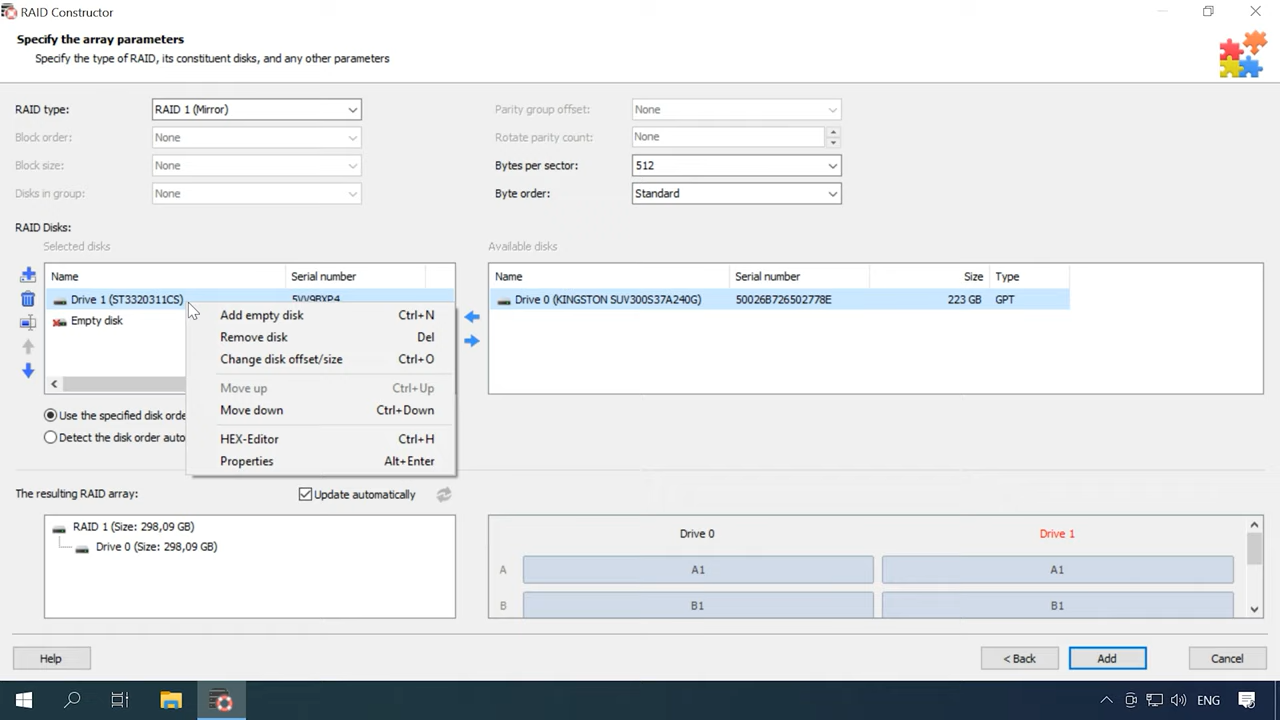 RAID Constructor
Specify the array parameters
Specify the type of RAID, its constituent disks, and any other parameters
RAID type: RAID 1 (Mirror)
Block order: None
Block size: None
Disks in group: None
Parity group offset: None
Rotate parity count: None
Bytes per sector: 512
Byte order: Standard
RAID Disks:
Selected disks
Name Serial number
Drive 1 (ST3320311CS) 5VV9BXP4
Empty disk
Add empty disk Ctrl+N
Remove disk Del
Change disk offset/size Ctrl+O
Move up Ctrl+Up
Move down Ctrl+Down
HEX-Editor Ctrl+H
Properties Alt+Enter
Available disks
Name Serial number Size Type
Drive 0 (KINGSTON SUV300S37A240G) 50026B726502778E 223 GB GPT
Use the specified disk orde
Detect the disk order auto
The resulting RAID array: Update automatically
RAID 1 (Size: 298,09 GB)
Drive 0 (Size: 298,09 GB)
Drive 0 Drive 1
A A1 A1
B B1 B1
Help < Back Add Cancel
ENG